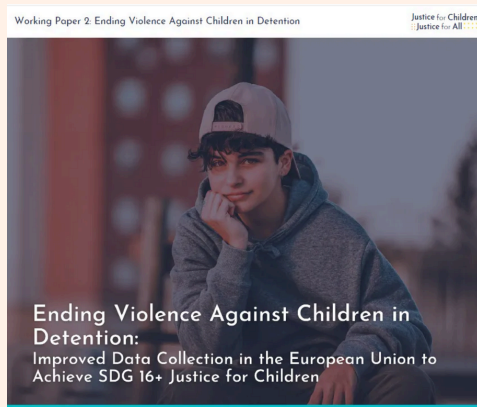 Working Paper 2: Ending Violence Against Children in Detention
Justice for Children
Justice for All
Ending Violence Against Children in
Detention:
Improved Data Collection in the European Union to
Achieve SDG 16+ Justice for Children